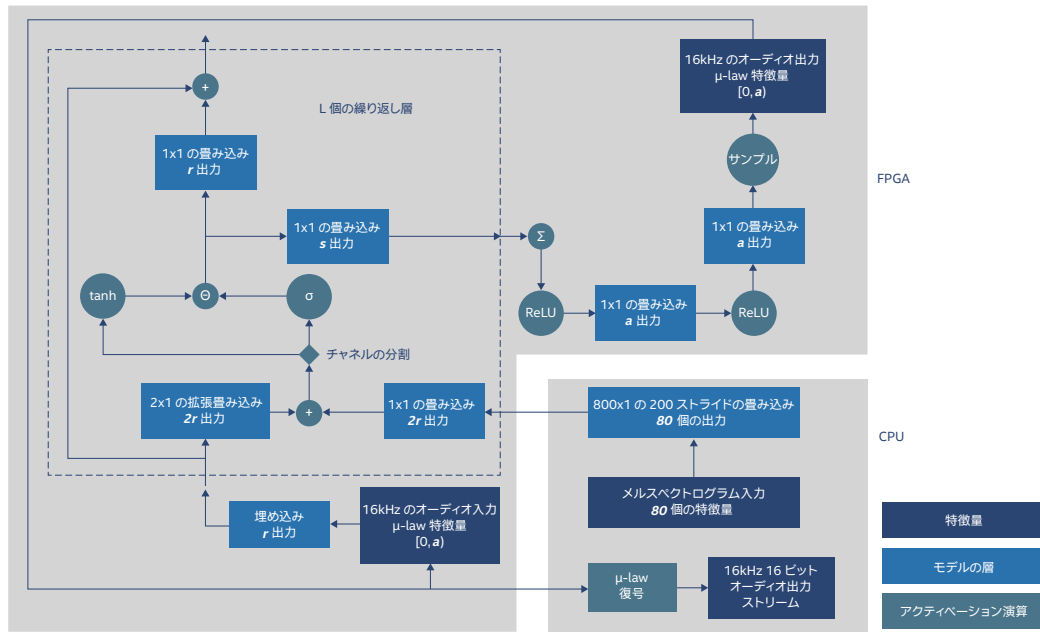 16kHz のオーディオ出力
μ-law 特徴量
[0, a)
+
L 個の繰り返し層
1x1 の畳み込み
r 出力
サンプル
FPGA
1x1 の畳み込み
s 出力
1x1 の畳み込み
a 出力
Σ
tanh
Θ
σ
ReLU
1x1 の畳み込み
a 出力
ReLU
チャネルの分割
2x1 の拡張畳み込み
2r 出力
+
1x1 の畳み込み
2r 出力
800x1 の 200 ストライドの畳み込み
80 個の出力
CPU
メルスペクトログラム入力
80 個の特徴量
埋め込み
r 出力
16kHz のオーディオ入力
μ-law 特徴量
[0, a)
特徴量
モデルの層
μ-law
復号
16kHz 16 ビット
オーディオ出力
ストリーム
アクティベーション演算